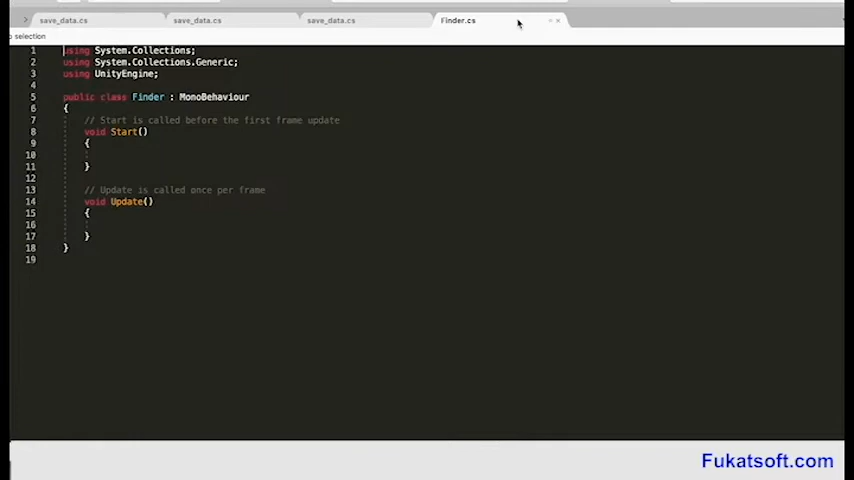 save_data.cs save_data.cs save_data.cs Finder.cs
selection
1 using System.Collections;
2 using System.Collections.Generic;
3 using UnityEngine;
4
5 public class Finder : MonoBehaviour
6 {
7 // Start is called before the first frame update
8 void Start()
9 {
10
11 }
12
13 // Update is called once per frame
14 void Update()
15 {
16
17 }
18 }
19
Fukatsoft.com